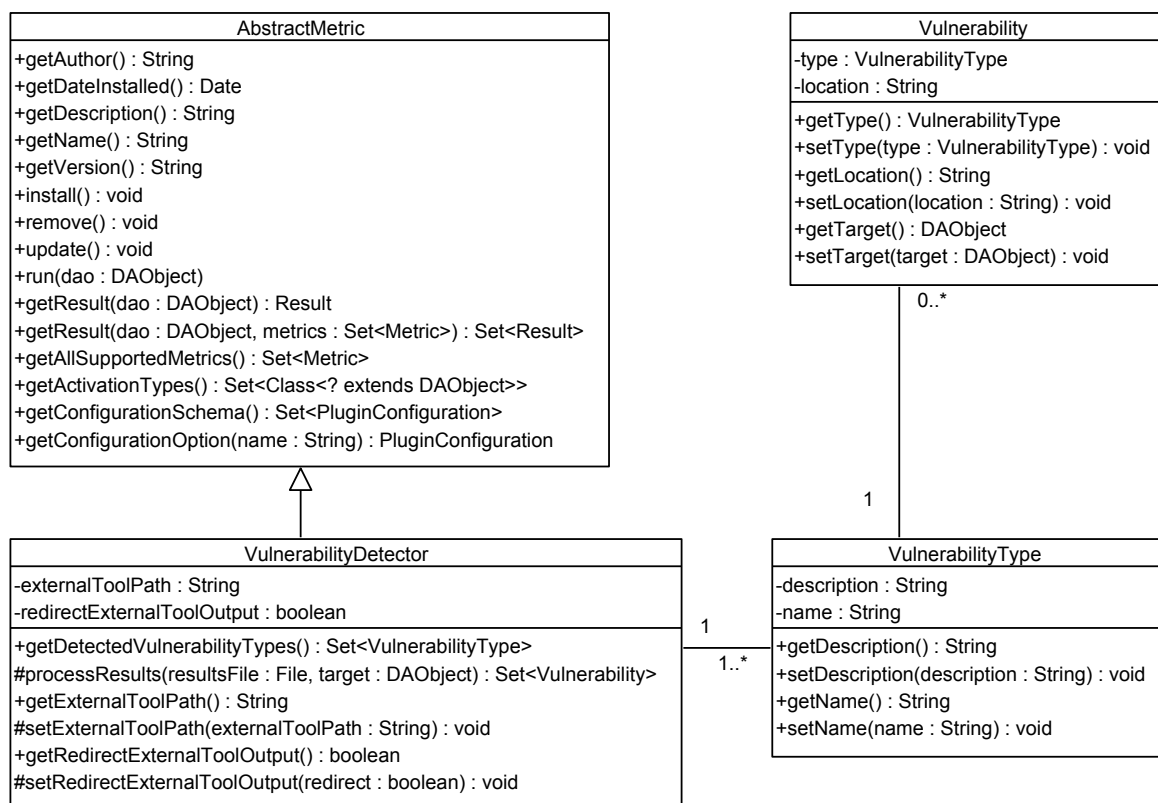 AbstractMetric
+getAuthor() : String
+getDateInstalled() : Date
+getDescription() : String
+getName() : String
+getVersion() : String
+install() : void
+remove() : void
+update() : void
+run(dao : DAObject)
+getResult(dao : DAObject) : Result
+getResult(dao : DAObject, metrics : Set<Metric>) : Set<Result>
+getAllSupportedMetrics() : Set<Metric>
+getActivationTypes() : Set<Class<? extends DAObject>>
+getConfigurationSchema() : Set<PluginConfiguration>
+getConfigurationOption(name : String) : PluginConfiguration
Vulnerability
-type : VulnerabilityType
-location : String
+getType() : VulnerabilityType
+setType(type : VulnerabilityType) : void
+getLocation() : String
+setLocation(location : String) : void
+getTarget() : DAObject
+setTarget(target : DAObject) : void
0..*
1
VulnerabilityDetector
-externalToolPath : String
-redirectExternalToolOutput : boolean
+getDetectedVulnerabilityTypes() : Set<VulnerabilityType>
#processResults(resultsFile : File, target : DAObject) : Set<Vulnerability>
+getExternalToolPath() : String
#setExternalToolPath(externalToolPath : String) : void
+getRedirectExternalToolOutput() : boolean
#setRedirectExternalToolOutput(redirect : boolean) : void
1
1..*
VulnerabilityType
-description : String
-name : String
+getDescription() : String
+setDescription(description : String) : void
+getName() : String
+setName(name : String) : void